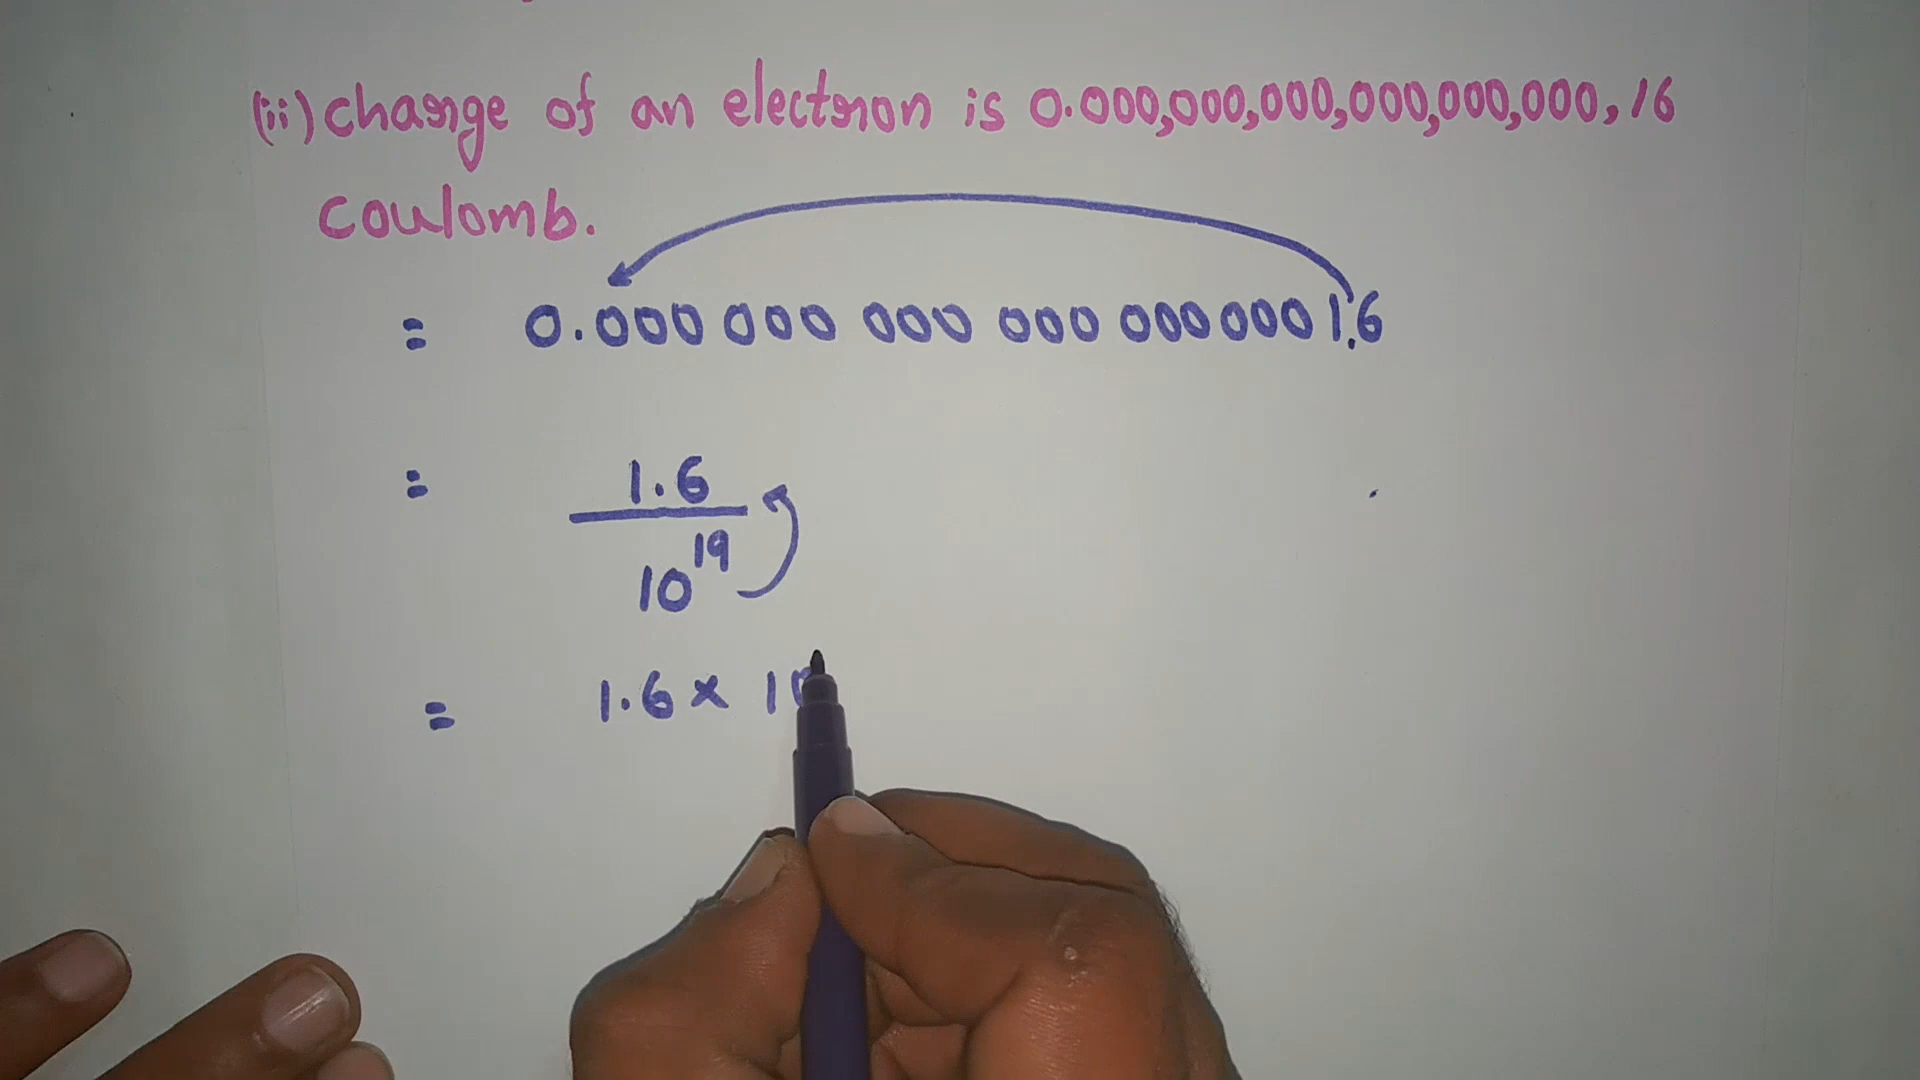 (ii) charge of an electron is 0.000,000,000,000,000,000,16
coulomb.
= 0.000 000 000 000 000 000 1.6
= 1.6
10^19
= 1.6 × 10